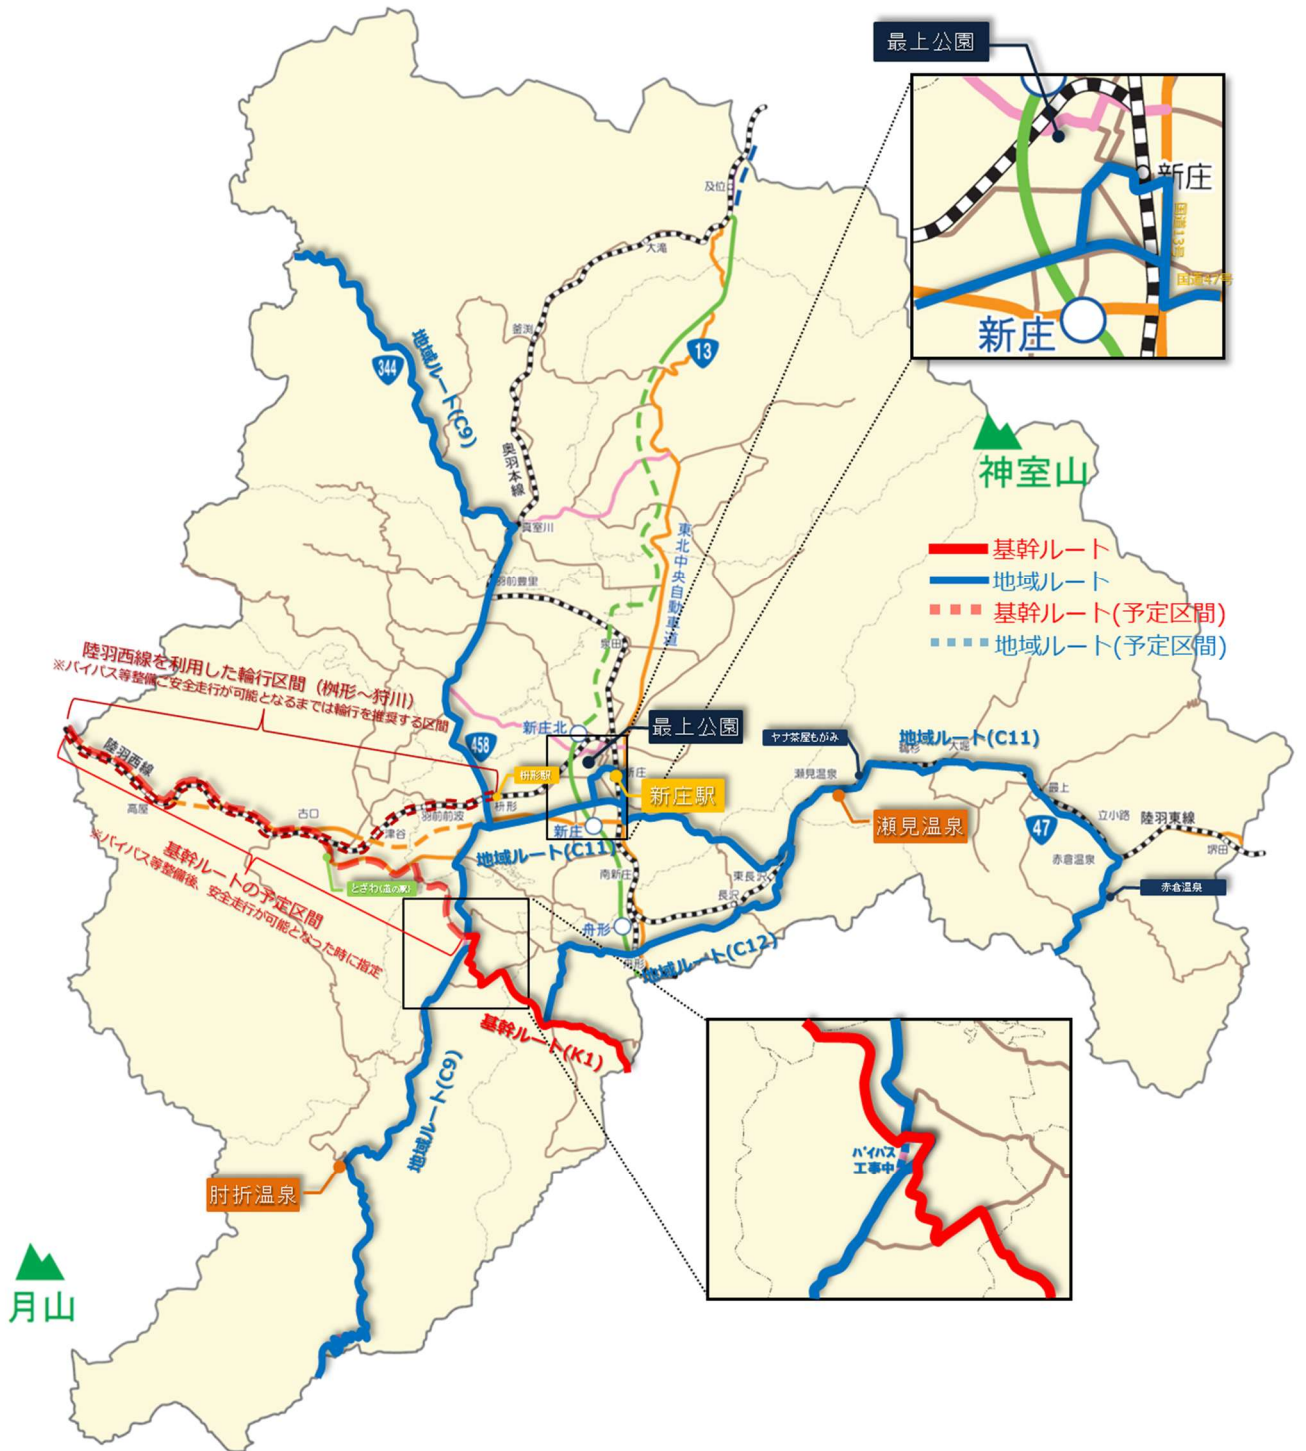 最上公園
新庄
国道13号
国道47号
新庄
及位
大滝
釜渕
13
344
地域ルート(C9)
奥羽本線
真室川
東北中央自動車道
神室山
基幹ルート
地域ルート
基幹ルート(予定区間)
地域ルート(予定区間)
羽前豊里
泉田
陸羽西線を利用した輪行区間(桝形~狩川)
※バイパス等整備ご安全走行が可能となるまでは輪行を推奨する区間
新庄北
最上公園
458
陸羽西線
高屋
古口
津谷
羽前前波
枡形駅
枡形
新庄
新庄駅
新庄
ヤナ茶屋もがみ
瀬見温泉
瀬見温泉
鵜杉
大堀
地域ルート(C11)
最上
47
立小路
陸羽東線
赤倉温泉
堺田
赤倉温泉
地域ルート(C11)
とざわ(道の駅)
南新庄
東長沢
長沢
舟形
舟形
地域ルート(C12)
基幹ルートの予定区間
※バイパス等整備後、安全走行が可能となった時に指定
基幹ルート(K1)
地域ルート(C9)
バイパス
工事中
肘折温泉
月山